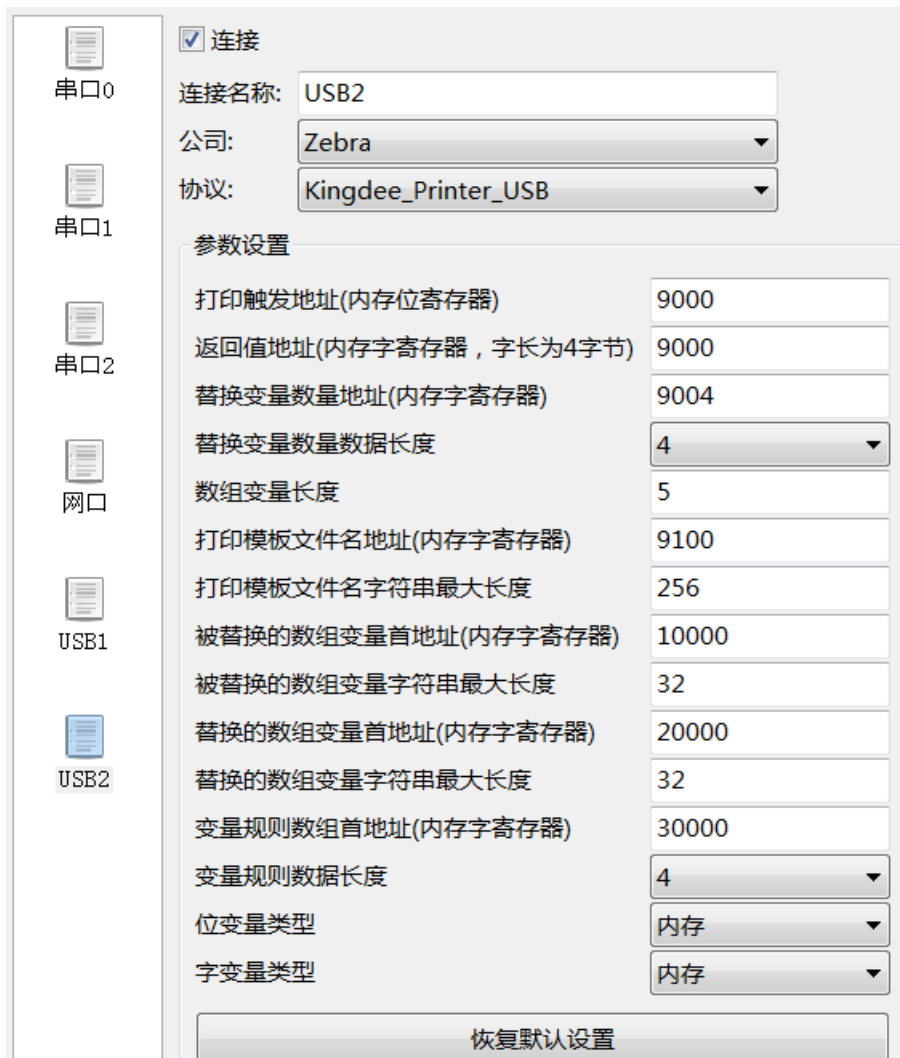 串口0
串口1
串口2
网口
USB1
USB2
连接
连接名称: USB2
公司: Zebra
协议: Kingdee_Printer_USB
参数设置
打印触发地址(内存位寄存器) 9000
返回值地址(内存字寄存器，字长为4字节) 9000
替换变量数量地址(内存字寄存器) 9004
替换变量数量数据长度 4
数组变量长度 5
打印模板文件名地址(内存字寄存器) 9100
打印模板文件名字符串最大长度 256
被替换的数组变量首地址(内存字寄存器) 10000
被替换的数组变量字符串最大长度 32
替换的数组变量首地址(内存字寄存器) 20000
替换的数组变量字符串最大长度 32
变量规则数组首地址(内存字寄存器) 30000
变量规则数据长度 4
位变量类型 内存
字变量类型 内存
恢复默认设置